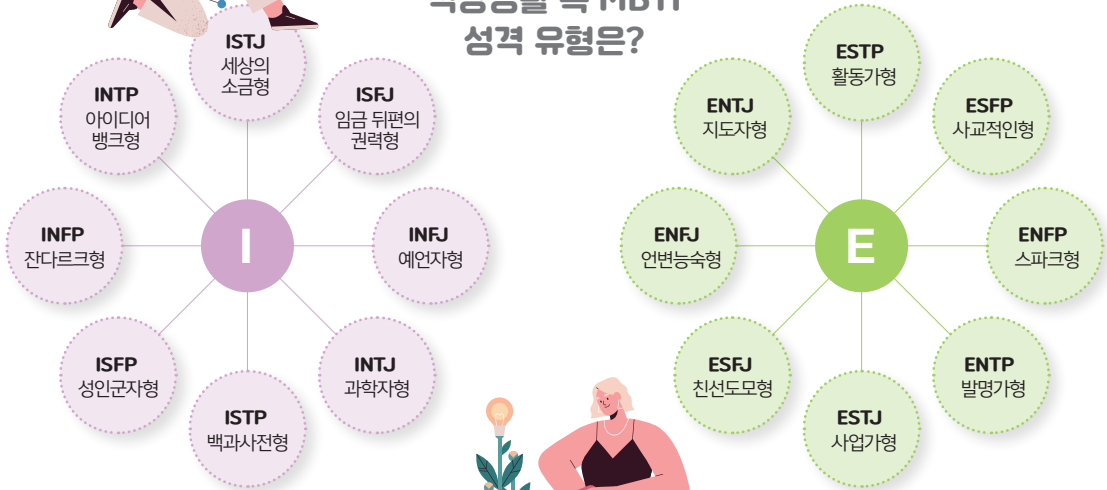 MBTI
성격 유형은?
ISTJ
세상의
소금형
ISFJ
임금 뒤편의
권력형
INFJ
예언자형
INTJ
과학자형
ISTP
백과사전형
ISFP
성인군자형
INFP
잔다르크형
INTP
아이디어
뱅크형
I
ESTP
활동가형
ESFP
사교적인형
ENFP
스파크형
ENTP
발명가형
ESTJ
사업가형
ESFJ
친선도모형
ENFJ
언변능숙형
ENTJ
지도자형
E